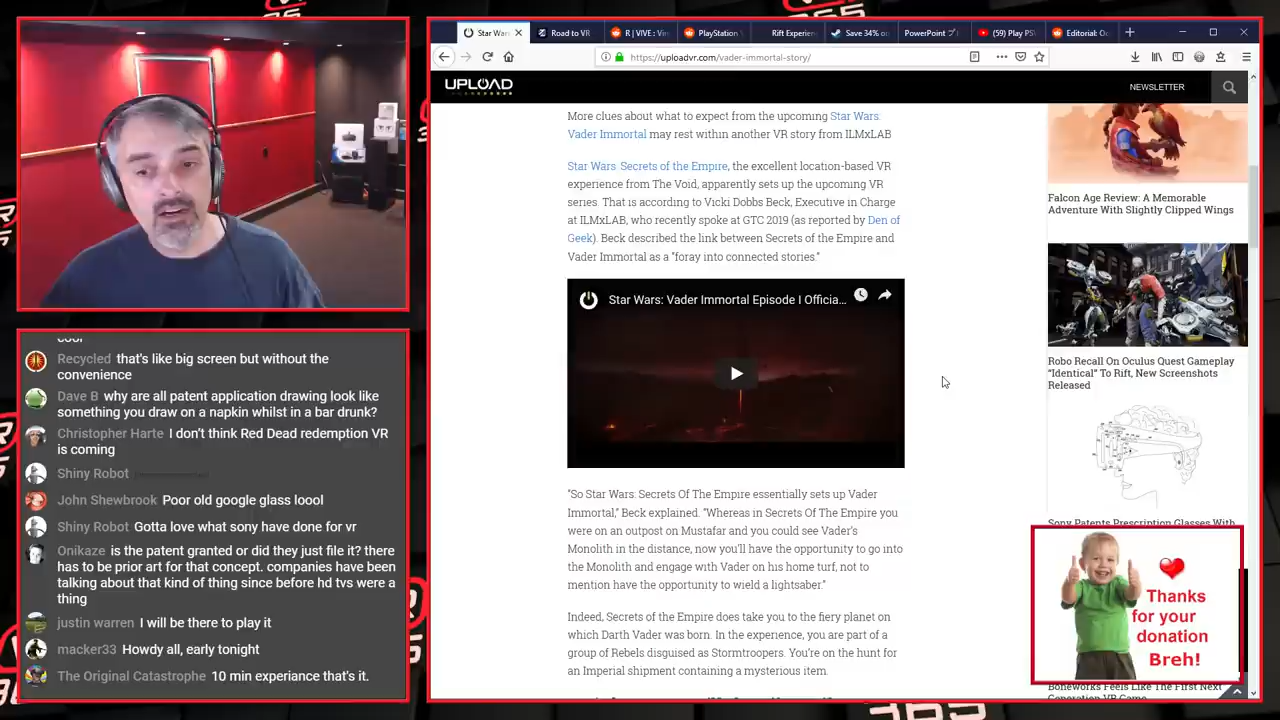 Star Wars
Road to VR
R | VIVE : Vir
PlayStation
Rift Experien
Save 34% on
PowerPoint
(59) Play PS
Editorial: Oc
https://uploadvr.com/vader-immortal-story/
UPLOAD
NEWSLETTER
More clues about what to expect from the upcoming Star Wars:
Vader Immortal may rest within another VR story from ILMxLAB
Star Wars: Secrets of the Empire, the excellent location-based VR
experience from The Void, apparently sets up the upcoming VR
series. That is according to Vicki Dobbs Beck, Executive in Charge
at ILMxLAB, who recently spoke at GTC 2019 (as reported by Den of
Geek). Beck described the link between Secrets of the Empire and
Vader Immortal as a “foray into connected stories.”
Star Wars: Vader Immortal Episode I Officia...
“So Star Wars: Secrets Of The Empire essentially sets up Vader
Immortal,” Beck explained. “Whereas in Secrets Of The Empire you
were on an outpost on Mustafar and you could see Vader’s
Monolith in the distance, now you’ll have the opportunity to go into
the Monolith and engage with Vader on his home turf, not to
mention have the opportunity to wield a lightsaber.”
Indeed, Secrets of the Empire does take you to the fiery planet on
which Darth Vader was born. In the experience, you are part of a
group of Rebels disguised as Stormtroopers. You’re on the hunt for
an Imperial shipment containing a mysterious item.
Falcon Age Review: A Memorable
Adventure With Slightly Clipped Wings
Robo Recall On Oculus Quest Gameplay
“Identical” To Rift, New Screenshots
Released
Sony Patents Prescription Glasses With
Thanks
for your
donation
Breh!
Boneworks Feels Like The First Next
Generation VR Game
cool
Recycled that's like big screen but without the
convenience
Dave B why are all patent application drawing look like
something you draw on a napkin whilst in a bar drunk?
Christopher Harte I don't think Red Dead redemption VR
is coming
Shiny Robot
John Shewbrook Poor old google glass loool
Shiny Robot Gotta love what sony have done for vr
Onikaze is the patent granted or did they just file it? there
has to be prior art for that concept. companies have been
talking about that kind of thing since before hd tvs were a
thing
justin warren I will be there to play it
macker33 Howdy all, early tonight
The Original Catastrophe 10 min experiance that's it.
365